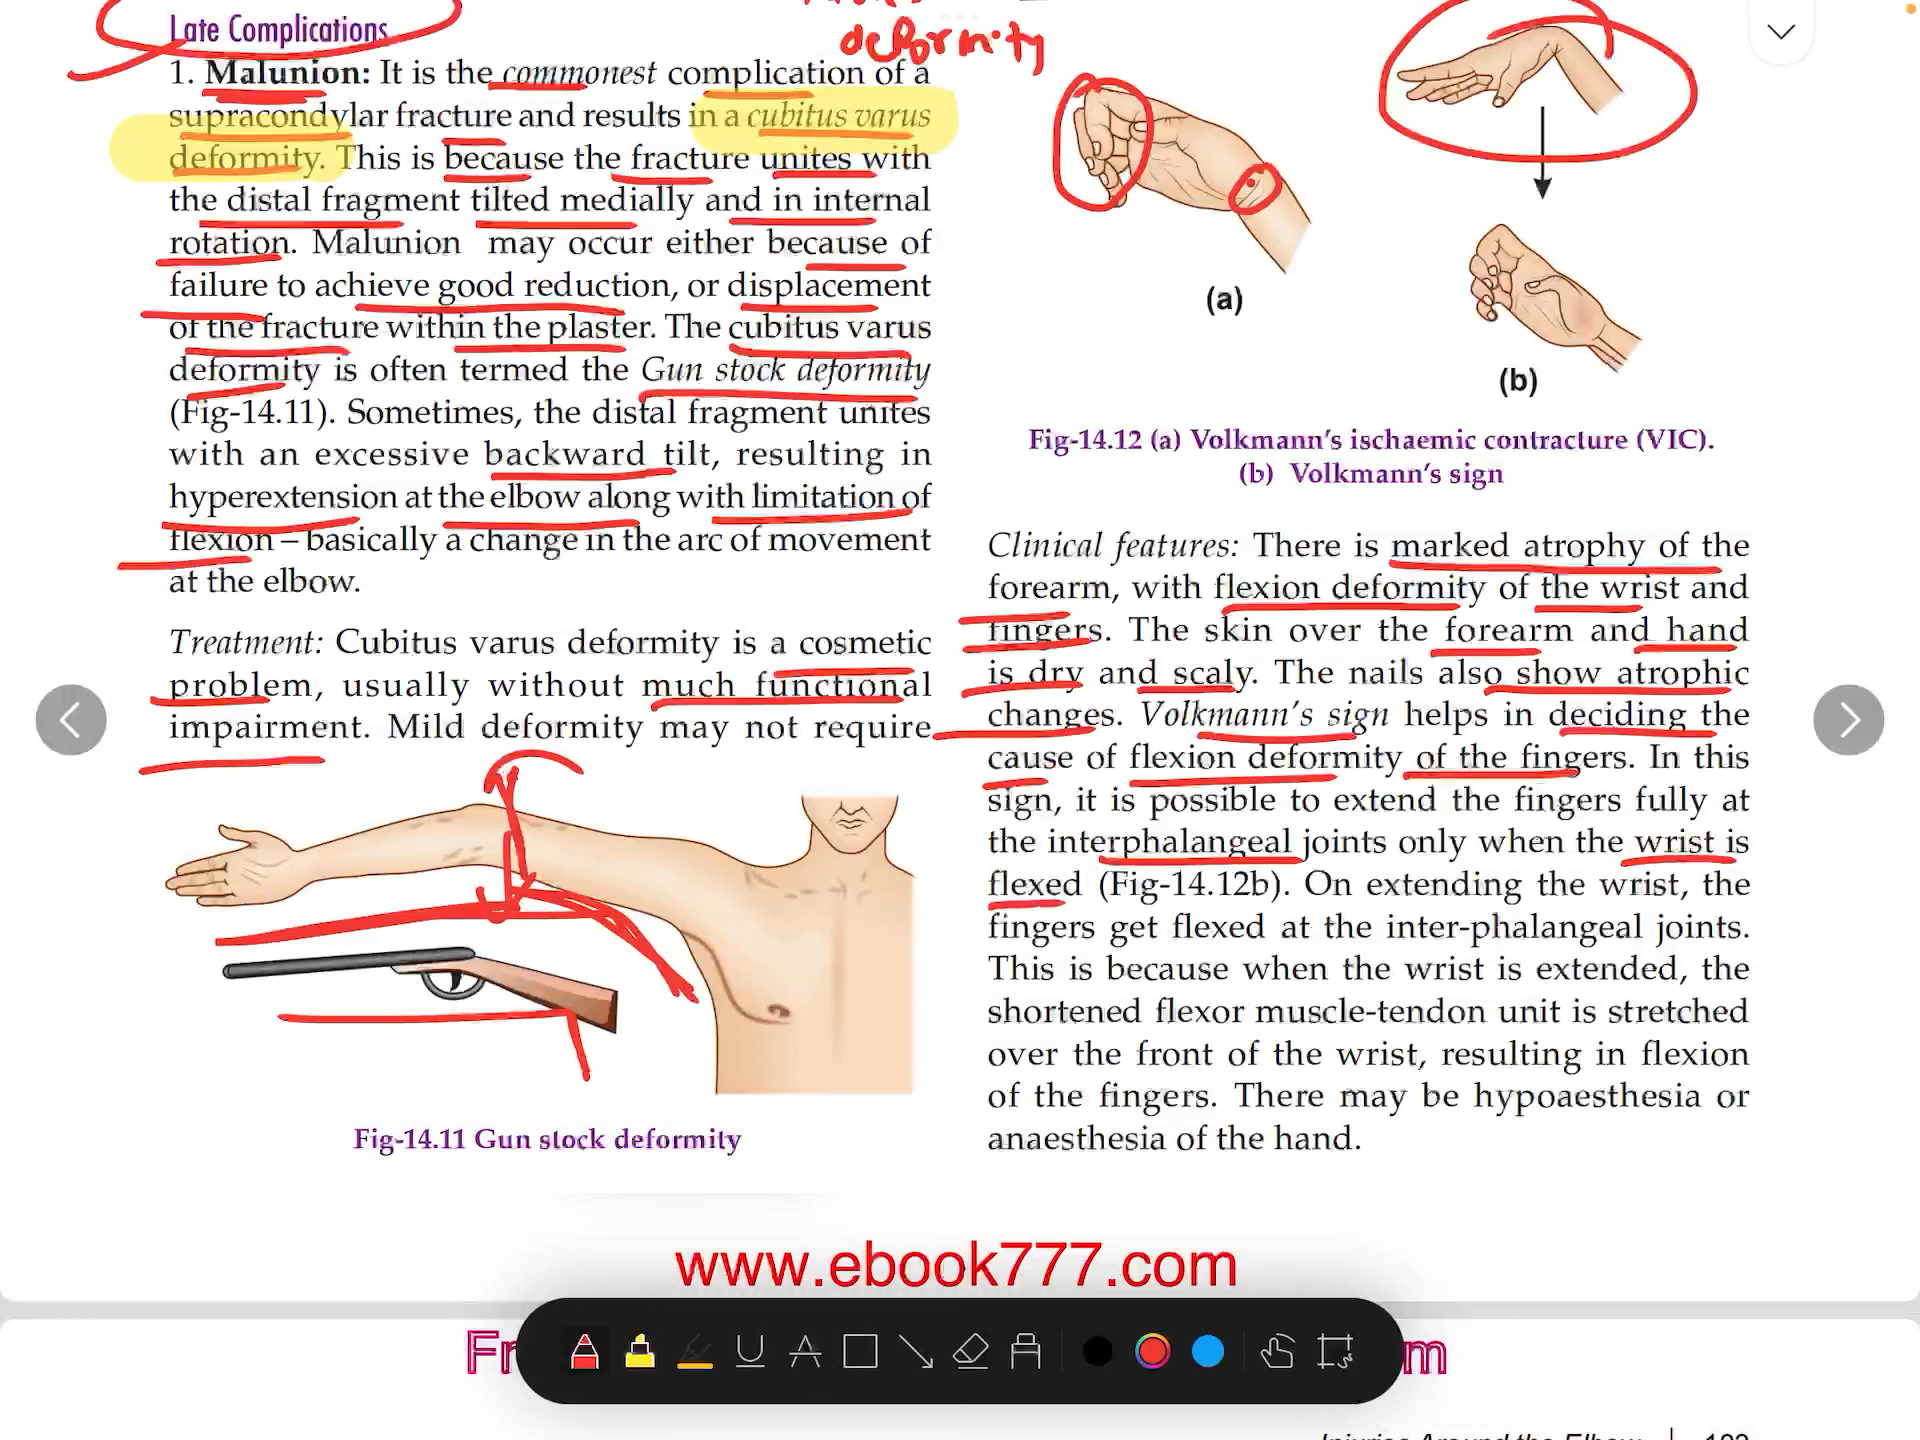 Late Complications
1. Malunion: It is the commonest complication of a
supracondylar fracture and results in a cubitus varus
deformity. This is because the fracture unites with
the distal fragment tilted medially and in internal
rotation. Malunion may occur either because of
failure to achieve good reduction, or displacement
of the fracture within the plaster. The cubitus varus
deformity is often termed the Gun stock deformity
(Fig-14.11). Sometimes, the distal fragment unites
with an excessive backward tilt, resulting in
hyperextension at the elbow along with limitation of
flexion – basically a change in the arc of movement
at the elbow.
Treatment: Cubitus varus deformity is a cosmetic
problem, usually without much functional
impairment. Mild deformity may not require
Fig-14.11 Gun stock deformity
deformity
(a)
(b)
Fig-14.12 (a) Volkmann's ischaemic contracture (VIC).
(b) Volkmann's sign
Clinical features: There is marked atrophy of the
forearm, with flexion deformity of the wrist and
fingers. The skin over the forearm and hand
is dry and scaly. The nails also show atrophic
changes. Volkmann's sign helps in deciding the
cause of flexion deformity of the fingers. In this
sign, it is possible to extend the fingers fully at
the interphalangeal joints only when the wrist is
flexed (Fig-14.12b). On extending the wrist, the
fingers get flexed at the inter-phalangeal joints.
This is because when the wrist is extended, the
shortened flexor muscle-tendon unit is stretched
over the front of the wrist, resulting in flexion
of the fingers. There may be hypoaesthesia or
anaesthesia of the hand.
www.ebook777.com